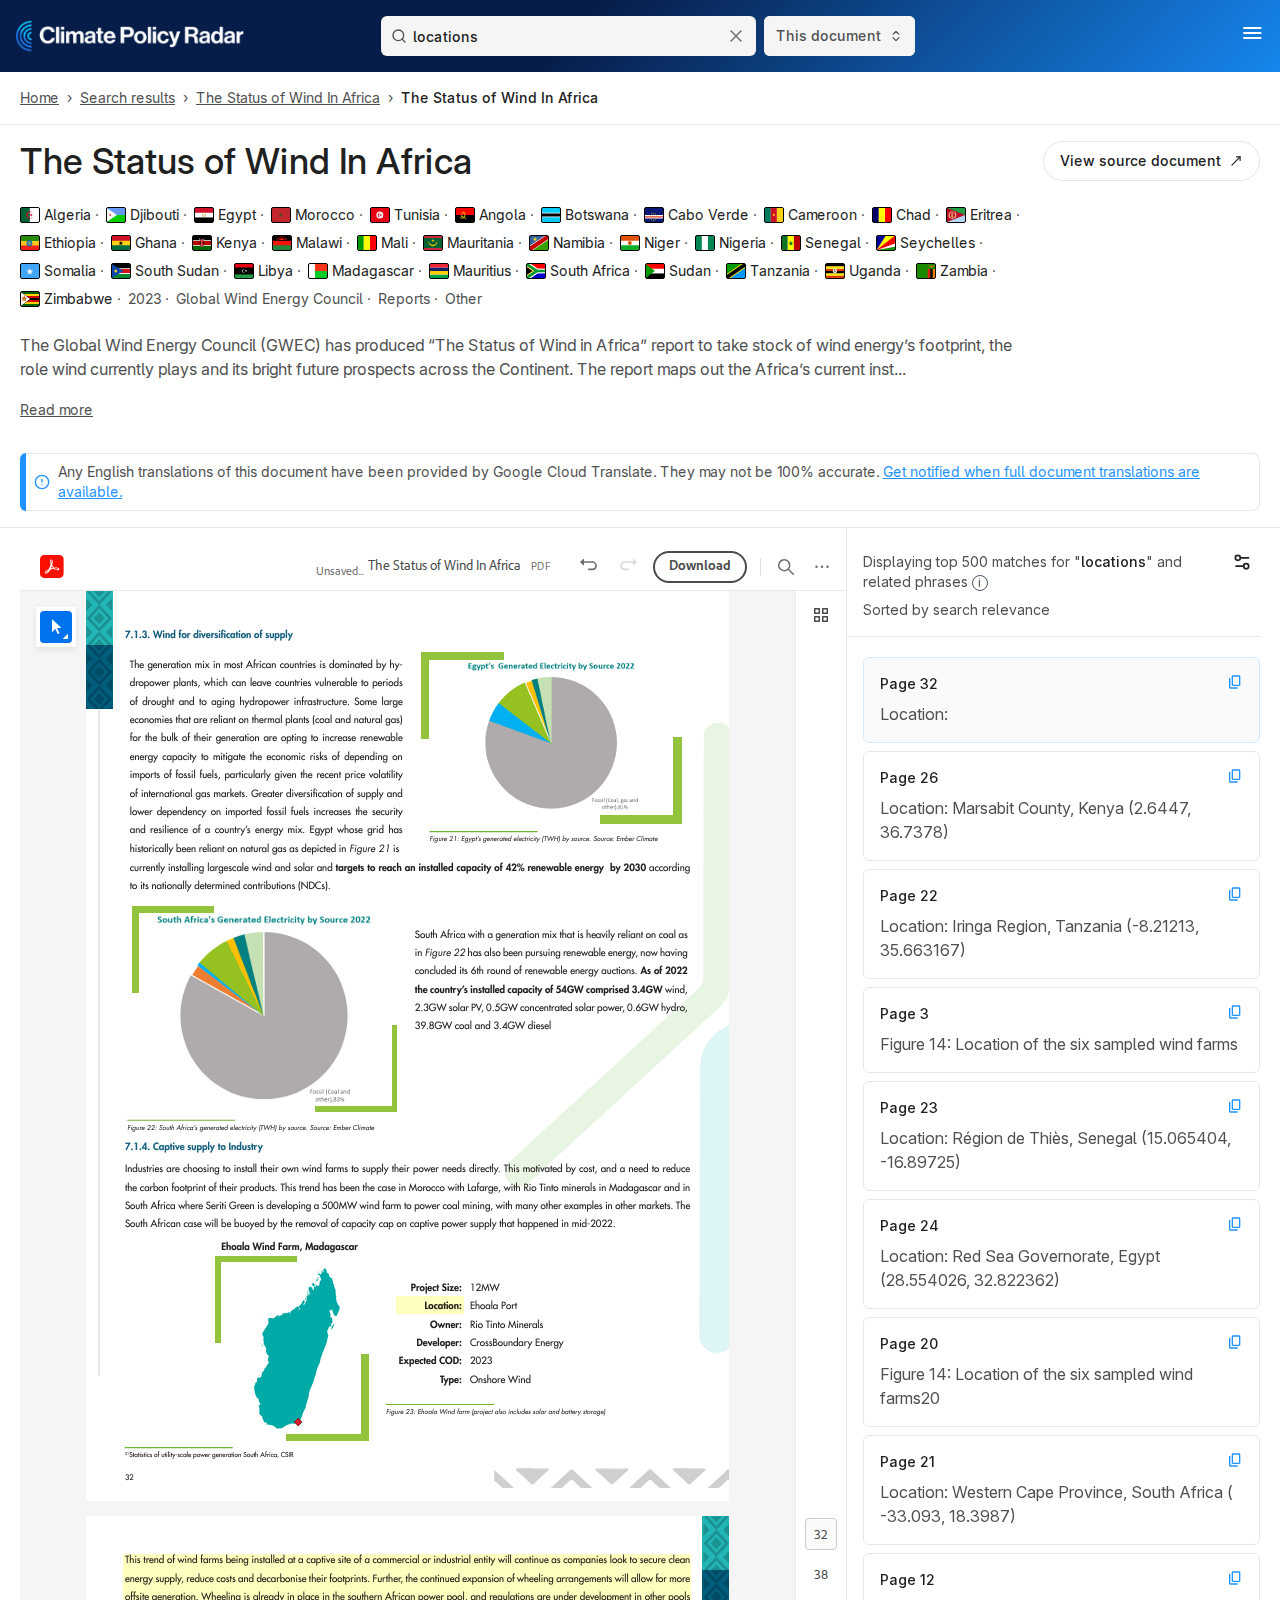 Climate Policy Radar
locations
This document
Home › Search results › The Status of Wind In Africa › The Status of Wind In Africa
The Status of Wind In Africa
View source document ↗
Algeria · Djibouti · Egypt · Morocco · Tunisia · Angola · Botswana · Cabo Verde · Cameroon · Chad · Eritrea ·
Ethiopia · Ghana · Kenya · Malawi · Mali · Mauritania · Namibia · Niger · Nigeria · Senegal · Seychelles ·
Somalia · South Sudan · Libya · Madagascar · Mauritius · South Africa · Sudan · Tanzania · Uganda · Zambia ·
Zimbabwe · 2023 · Global Wind Energy Council · Reports · Other
The Global Wind Energy Council (GWEC) has produced “The Status of Wind in Africa” report to take stock of wind energy’s footprint, the
role wind currently plays and its bright future prospects across the Continent. The report maps out the Africa’s current inst...
Read more
Any English translations of this document have been provided by Google Cloud Translate. They may not be 100% accurate. Get notified when full document translations are
available.
Unsaved... The Status of Wind In Africa PDF
Download
7.1.3. Wind for diversification of supply
The generation mix in most African countries is dominated by hy-
dropower plants, which can leave countries vulnerable to periods
of drought and to aging hydropower infrastructure. Some large
economies that are reliant on thermal plants (coal and natural gas)
for the bulk of their generation are opting to increase renewable
energy capacity to mitigate the economic risks of depending on
imports of fossil fuels, particularly given the recent price volatility
of international gas markets. Greater diversification of supply and
lower dependency on imported fossil fuels increases the security
and resilience of a country’s energy mix. Egypt whose grid has
historically been reliant on natural gas as depicted in Figure 21 is
currently installing largescale wind and solar and targets to reach an installed capacity of 42% renewable energy by 2030 according
to its nationally determined contributions (NDCs).
Egypt's Generated Electricity by Source 2022
Fossil (Coal, gas and
other),81%
Figure 21: Egypt's generated electricity (TWH) by source. Source: Ember Climate
South Africa's Generated Electricity by Source 2022
Fossil (Coal and
other),83%
Figure 22: South Africa's generated electricity (TWH) by source. Source: Ember Climate
South Africa with a generation mix that is heavily reliant on coal as
in Figure 22 has also been pursuing renewable energy, now having
concluded its 6th round of renewable energy auctions. As of 2022
the country’s installed capacity of 54GW comprised 3.4GW wind,
2.3GW solar PV, 0.5GW concentrated solar power, 0.6GW hydro,
39.8GW coal and 3.4GW diesel
7.1.4. Captive supply to Industry
Industries are choosing to install their own wind farms to supply their power needs directly. This motivated by cost, and a need to reduce
the carbon footprint of their products. This trend has been the case in Morocco with Lafarge, with Rio Tinto minerals in Madagascar and in
South Africa where Seriti Green is developing a 500MW wind farm to power coal mining, with many other examples in other markets. The
South African case will be buoyed by the removal of capacity cap on captive power supply that happened in mid-2022.
Ehoala Wind Farm, Madagascar
Project Size: 12MW
Location: Ehoala Port
Owner: Rio Tinto Minerals
Developer: CrossBoundary Energy
Expected COD: 2023
Type: Onshore Wind
Figure 23: Ehoala Wind farm (project also includes solar and battery storage)
Statistics of utility-scale power generation South Africa, CSIR
32
This trend of wind farms being installed at a captive site of a commercial or industrial entity will continue as companies look to secure clean
energy supply, reduce costs and decarbonise their footprints. Further, the continued expansion of wheeling arrangements will allow for more
offsite generation. Wheeling is already in place in the southern African power pool, and regulations are under development in other pools
32
38
Displaying top 500 matches for "locations" and
related phrases
Sorted by search relevance
Page 32
Location:
Page 26
Location: Marsabit County, Kenya (2.6447,
36.7378)
Page 22
Location: Iringa Region, Tanzania (-8.21213,
35.663167)
Page 3
Figure 14: Location of the six sampled wind farms
Page 23
Location: Région de Thiès, Senegal (15.065404,
-16.89725)
Page 24
Location: Red Sea Governorate, Egypt
(28.554026, 32.822362)
Page 20
Figure 14: Location of the six sampled wind
farms20
Page 21
Location: Western Cape Province, South Africa (
-33.093, 18.3987)
Page 12